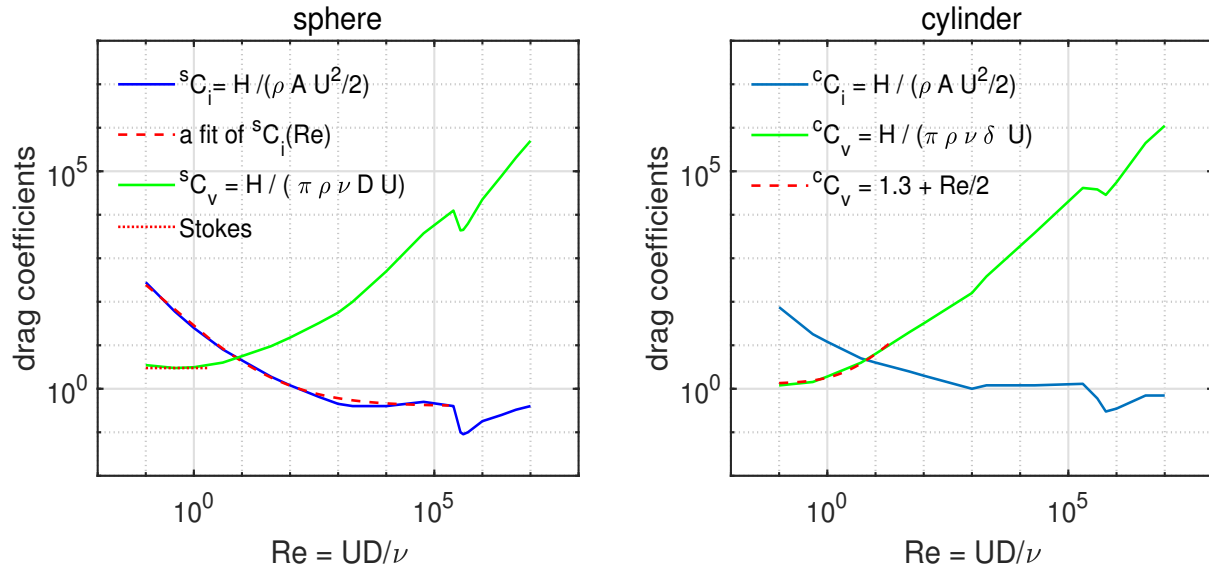 sphere
drag coefficients
10^5
10^0
^sC_i = H /(ρ A U^2/2)
a fit of ^sC_i(Re)
^sC_v = H / ( π ρ ν D U)
Stokes
10^0 10^5
Re = UD/ν
cylinder
drag coefficients
10^5
10^0
^cC_i = H / (ρ A U^2/2)
^cC_v = H / (π ρ ν δ U)
^cC_v = 1.3 + Re/2
10^0 10^5
Re = UD/ν